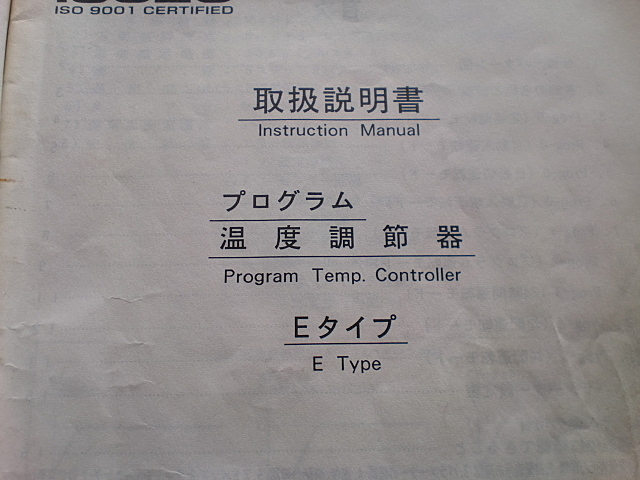 ISO 9001 CERTIFIED
取扱説明書
Instruction Manual
プログラム
温度調節器
Program Temp. Controller
Eタイプ
E Type